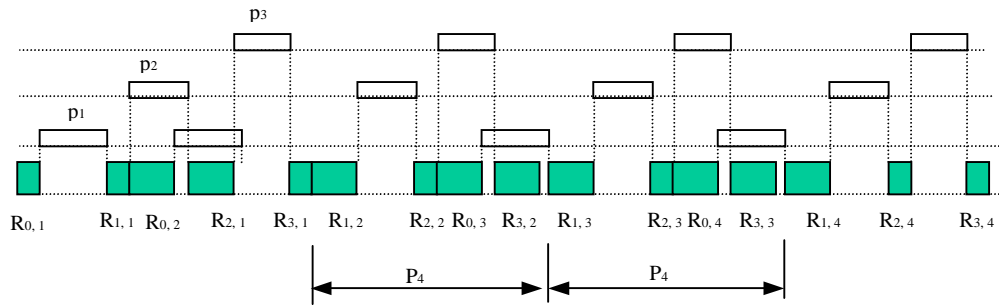 p3
p2
p1
R0, 1 R1, 1 R0, 2 R2, 1 R3, 1 R1, 2 R2, 2 R0, 3 R3, 2 R1, 3 R2, 3 R0, 4 R3, 3 R1, 4 R2, 4 R3, 4
P4 P4